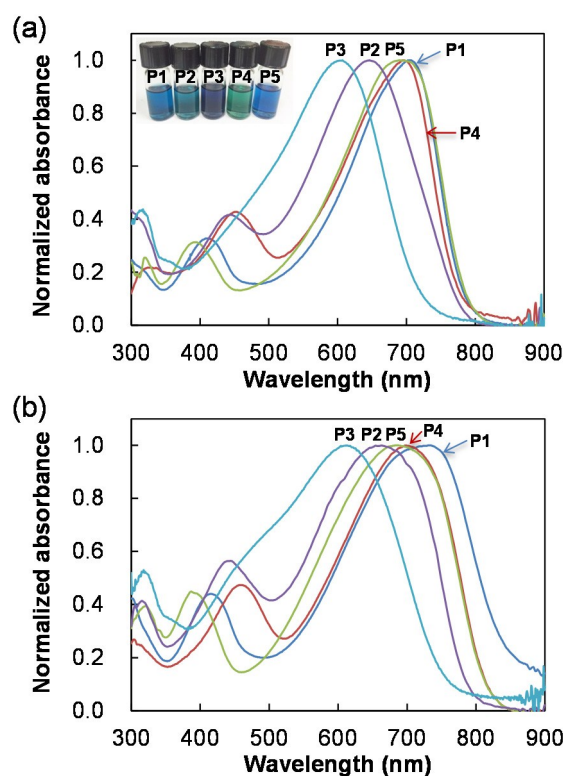 (a)
P3 P2 P5 P1
P1 P2 P3 P4 P5
P4
Normalized absorbance
1.0
0.8
0.6
0.4
0.2
0.0
300 400 500 600 700 800 900
Wavelength (nm)
(b)
P3 P2 P5 P4 P1
Normalized absorbance
1.0
0.8
0.6
0.4
0.2
0.0
300 400 500 600 700 800 900
Wavelength (nm)